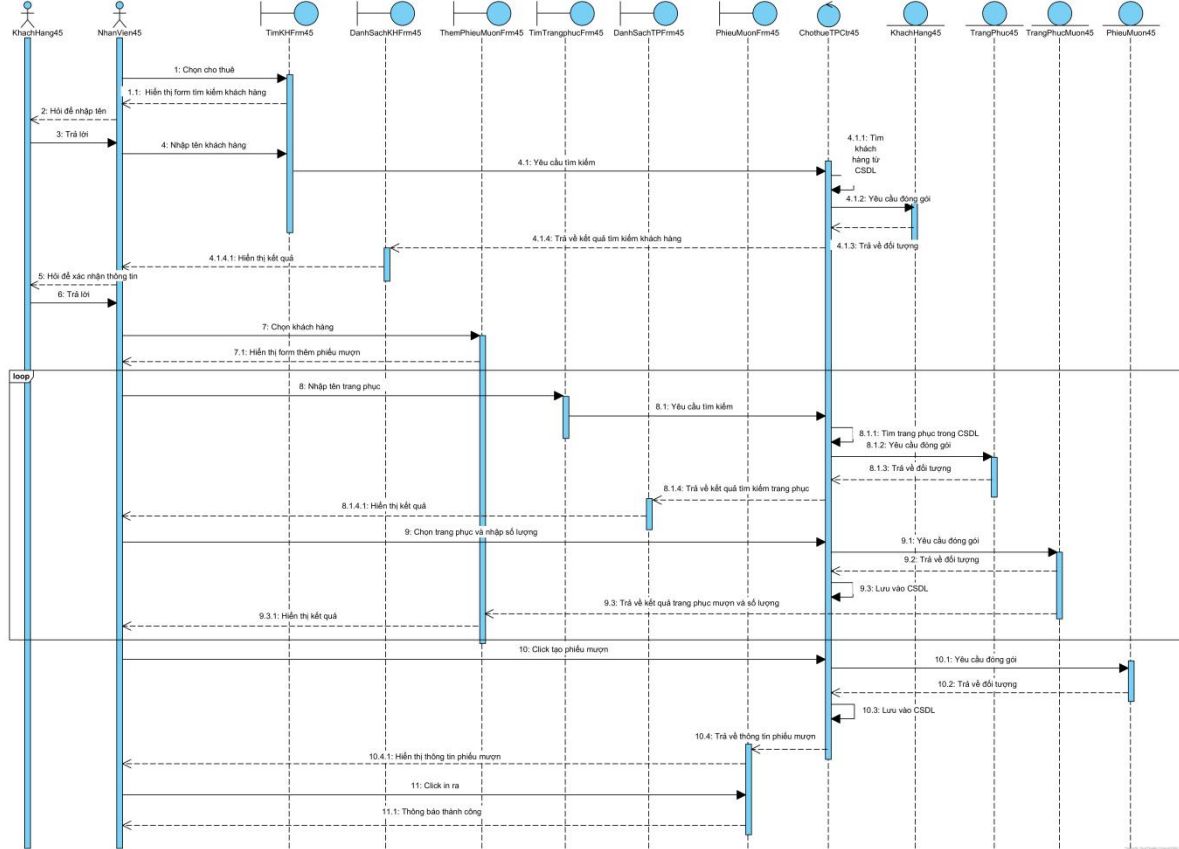 KhachHang45
NhanVien45
TimKHFrm45
DanhSachKHFrm45
ThemPhieuMuonFrm45
TimTrangphucFrm45
DanhSachTPFrm45
PhieuMuonFrm45
ChothueTPCtr45
KhachHang45
TrangPhuc45
TrangPhucMuon45
PhieuMuon45
1: Chọn cho thuê
1.1: Hiển thị form tìm kiếm khách hàng
2: Hỏi để nhập tên
3: Trả lời
4: Nhập tên khách hàng
4.1: Yêu cầu tìm kiếm
4.1.1: Tìm
khách
hàng từ
CSDL
4.1.2: Yêu cầu đóng gói
4.1.3: Trả về đối tượng
4.1.4: Trả về kết quả tìm kiếm khách hàng
4.1.4.1: Hiển thị kết quả
5: Hỏi để xác nhận thông tin
6: Trả lời
7: Chọn khách hàng
7.1: Hiển thị form thêm phiếu mượn
loop
8: Nhập tên trang phục
8.1: Yêu cầu tìm kiếm
8.1.1: Tìm trang phục trong CSDL
8.1.2: Yêu cầu đóng gói
8.1.3: Trả về đối tượng
8.1.4: Trả về kết quả tìm kiếm trang phục
8.1.4.1: Hiển thị kết quả
9: Chọn trang phục và nhập số lượng
9.1: Yêu cầu đóng gói
9.2: Trả về đối tượng
9.3: Lưu vào CSDL
9.3: Trả về kết quả trang phục mượn và số lượng
9.3.1: Hiển thị kết quả
10: Click tạo phiếu mượn
10.1: Yêu cầu đóng gói
10.2: Trả về đối tượng
10.3: Lưu vào CSDL
10.4: Trả về thông tin phiếu mượn
10.4.1: Hiển thị thông tin phiếu mượn
11: Click in ra
11.1: Thông báo thành công